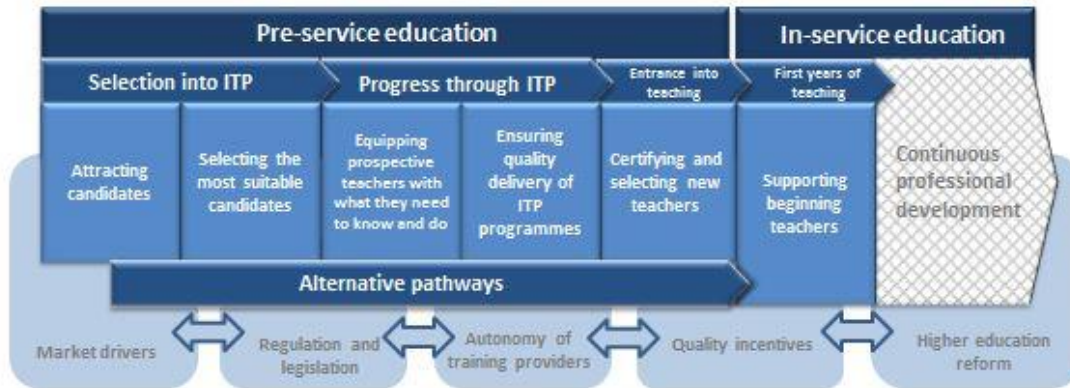 Pre-service education
In-service education
Selection into ITP
Progress through ITP
Entrance into
teaching
First years of
teaching
Attracting
candidates
Selecting the
most suitable
candidates
Equipping
prospective
teachers with
what they need
to know and do
Ensuring
quality
delivery of
ITP
programmes
Certifying and
selecting new
teachers
Supporting
beginning
teachers
Continuous
professional
development
Alternative pathways
Market drivers
Regulation and
legislation
Autonomy of
training providers
Quality incentives
Higher education
reform